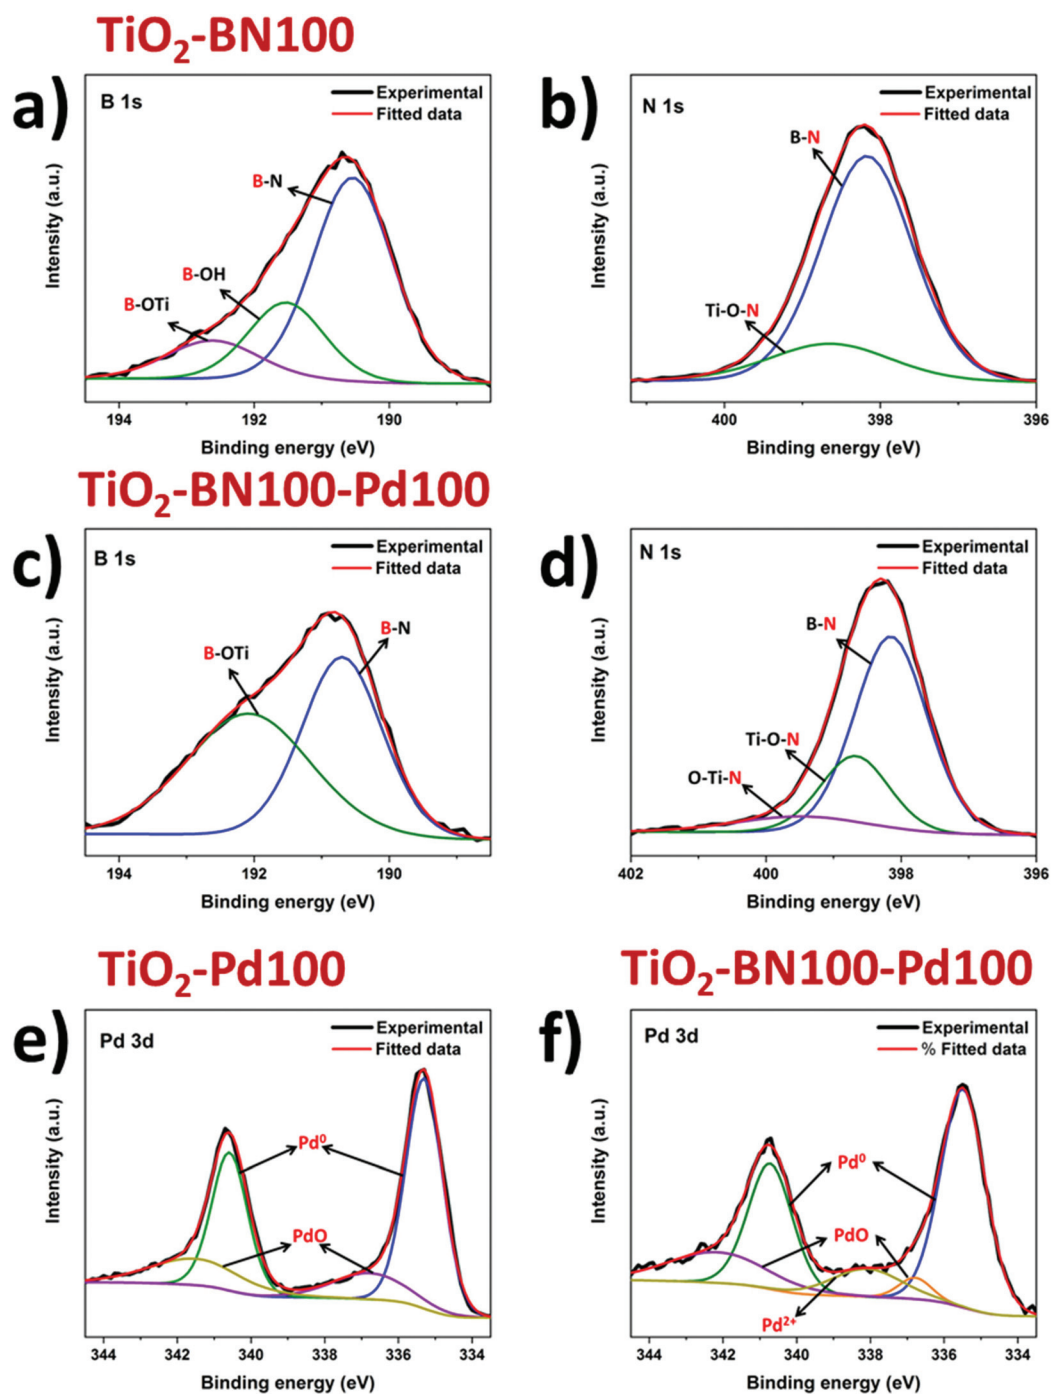 TiO₂-BN100
a)
B 1s
Experimental
Fitted data
B-N
B-OH
B-OTi
Intensity (a.u.)
194 192 190
Binding energy (eV)
b)
N 1s
Experimental
Fitted data
B-N
Ti-O-N
Intensity (a.u.)
400 398 396
Binding energy (eV)
TiO₂-BN100-Pd100
c)
B 1s
Experimental
Fitted data
B-N
B-OTi
Intensity (a.u.)
194 192 190
Binding energy (eV)
d)
N 1s
Experimental
Fitted data
B-N
Ti-O-N
O-Ti-N
Intensity (a.u.)
402 400 398 396
Binding energy (eV)
TiO₂-Pd100
e)
Pd 3d
Experimental
Fitted data
Pd⁰
PdO
Intensity (a.u.)
344 342 340 338 336 334
Binding energy (eV)
TiO₂-BN100-Pd100
f)
Pd 3d
Experimental
% Fitted data
Pd⁰
PdO
Pd²⁺
Intensity (a.u.)
344 342 340 338 336 334
Binding energy (eV)